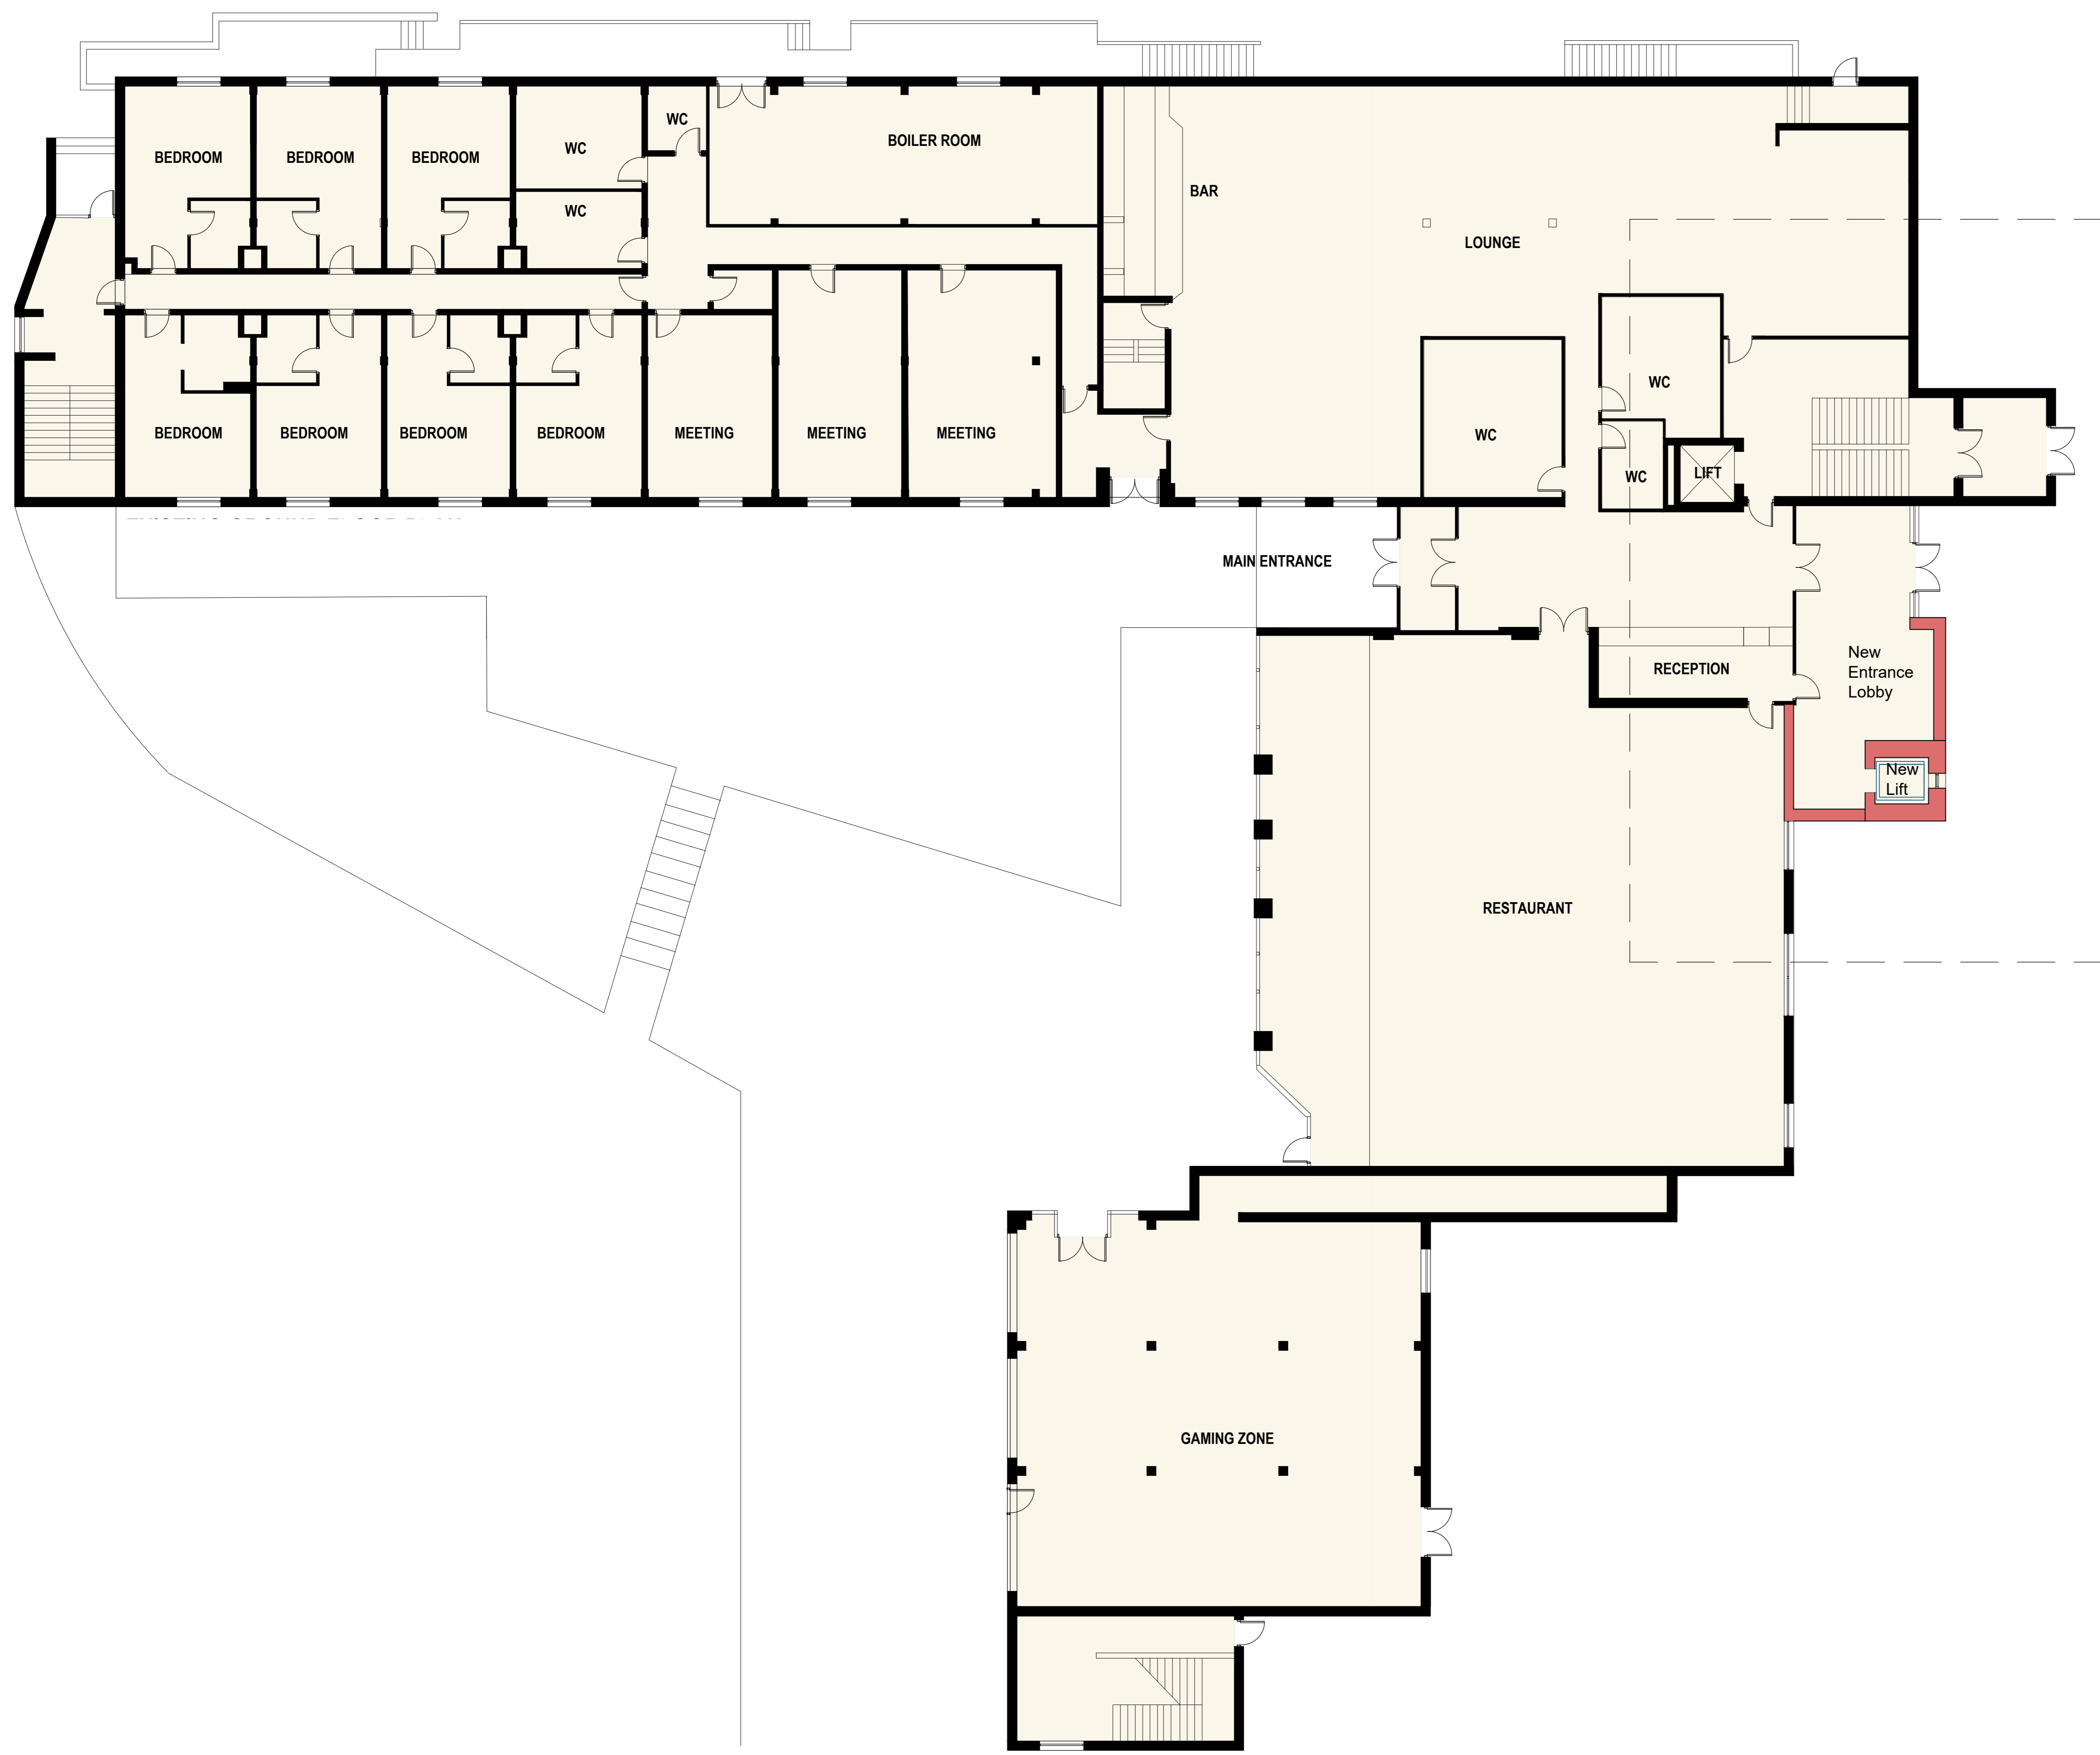 WC
BOILER ROOM
WC
BEDROOM
BEDROOM
BEDROOM
BAR
WC
LOUNGE
WC
BEDROOM
BEDROOM
BEDROOM
BEDROOM
MEETING
MEETING
MEETING
WC
WC
LIFT
MAIN ENTRANCE
RECEPTION
New
Entrance
Lobby
New
Lift
RESTAURANT
GAMING ZONE